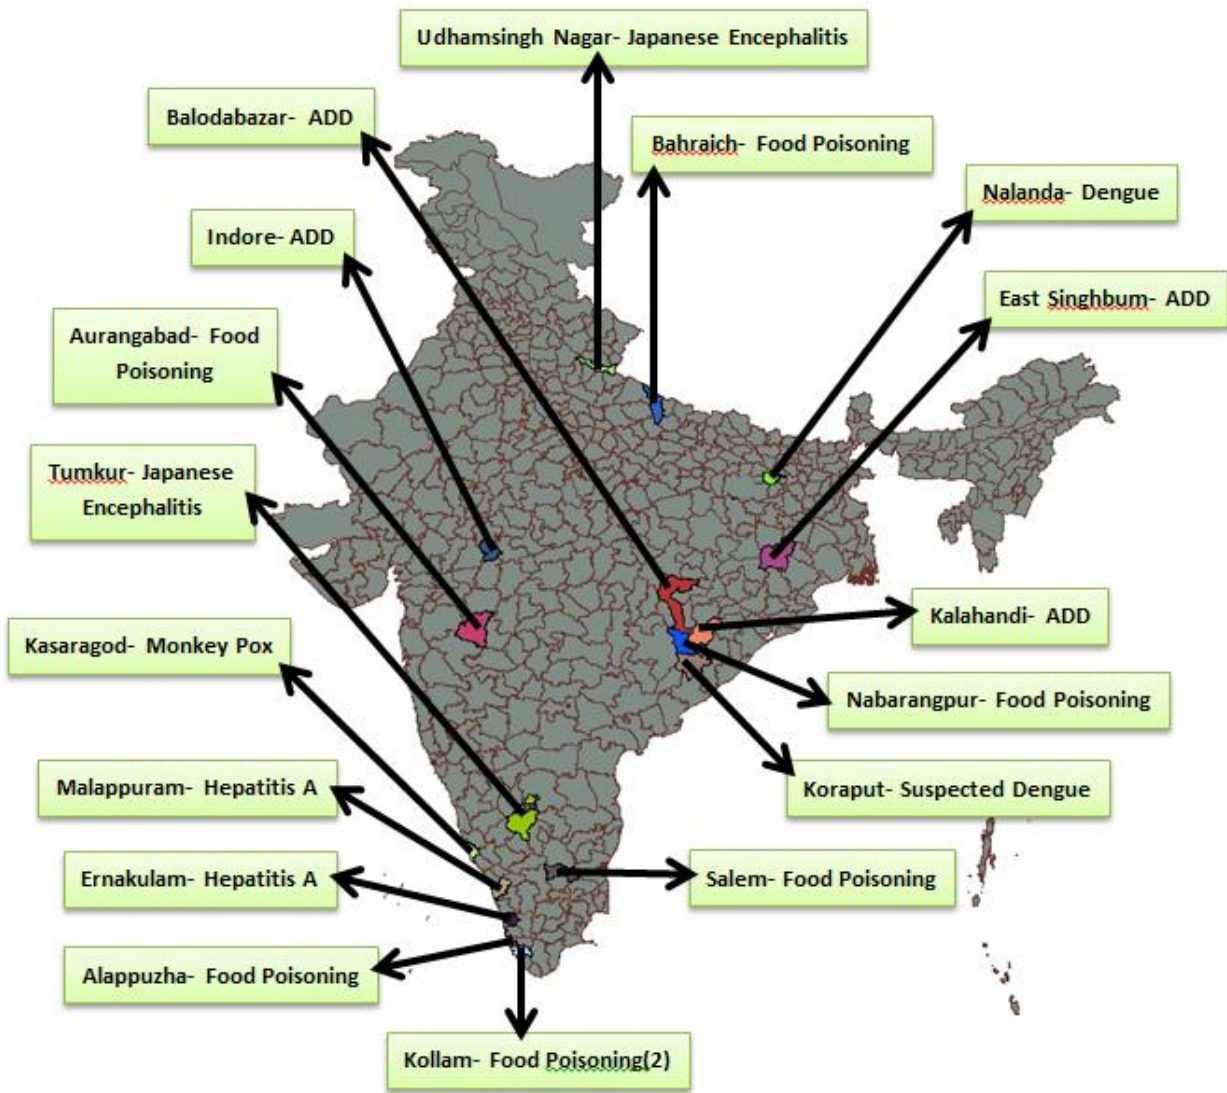 Udhamsingh Nagar- Japanese Encephalitis
Balodabazar- ADD
Bahraich- Food Poisoning
Nalanda- Dengue
Indore- ADD
East Singhbum- ADD
Aurangabad- Food
Poisoning
Tumkur- Japanese
Encephalitis
Kalahandi- ADD
Kasaragod- Monkey Pox
Nabarangpur- Food Poisoning
Malappuram- Hepatitis A
Koraput- Suspected Dengue
Ernakulam- Hepatitis A
Salem- Food Poisoning
Alappuzha- Food Poisoning
Kollam- Food Poisoning(2)